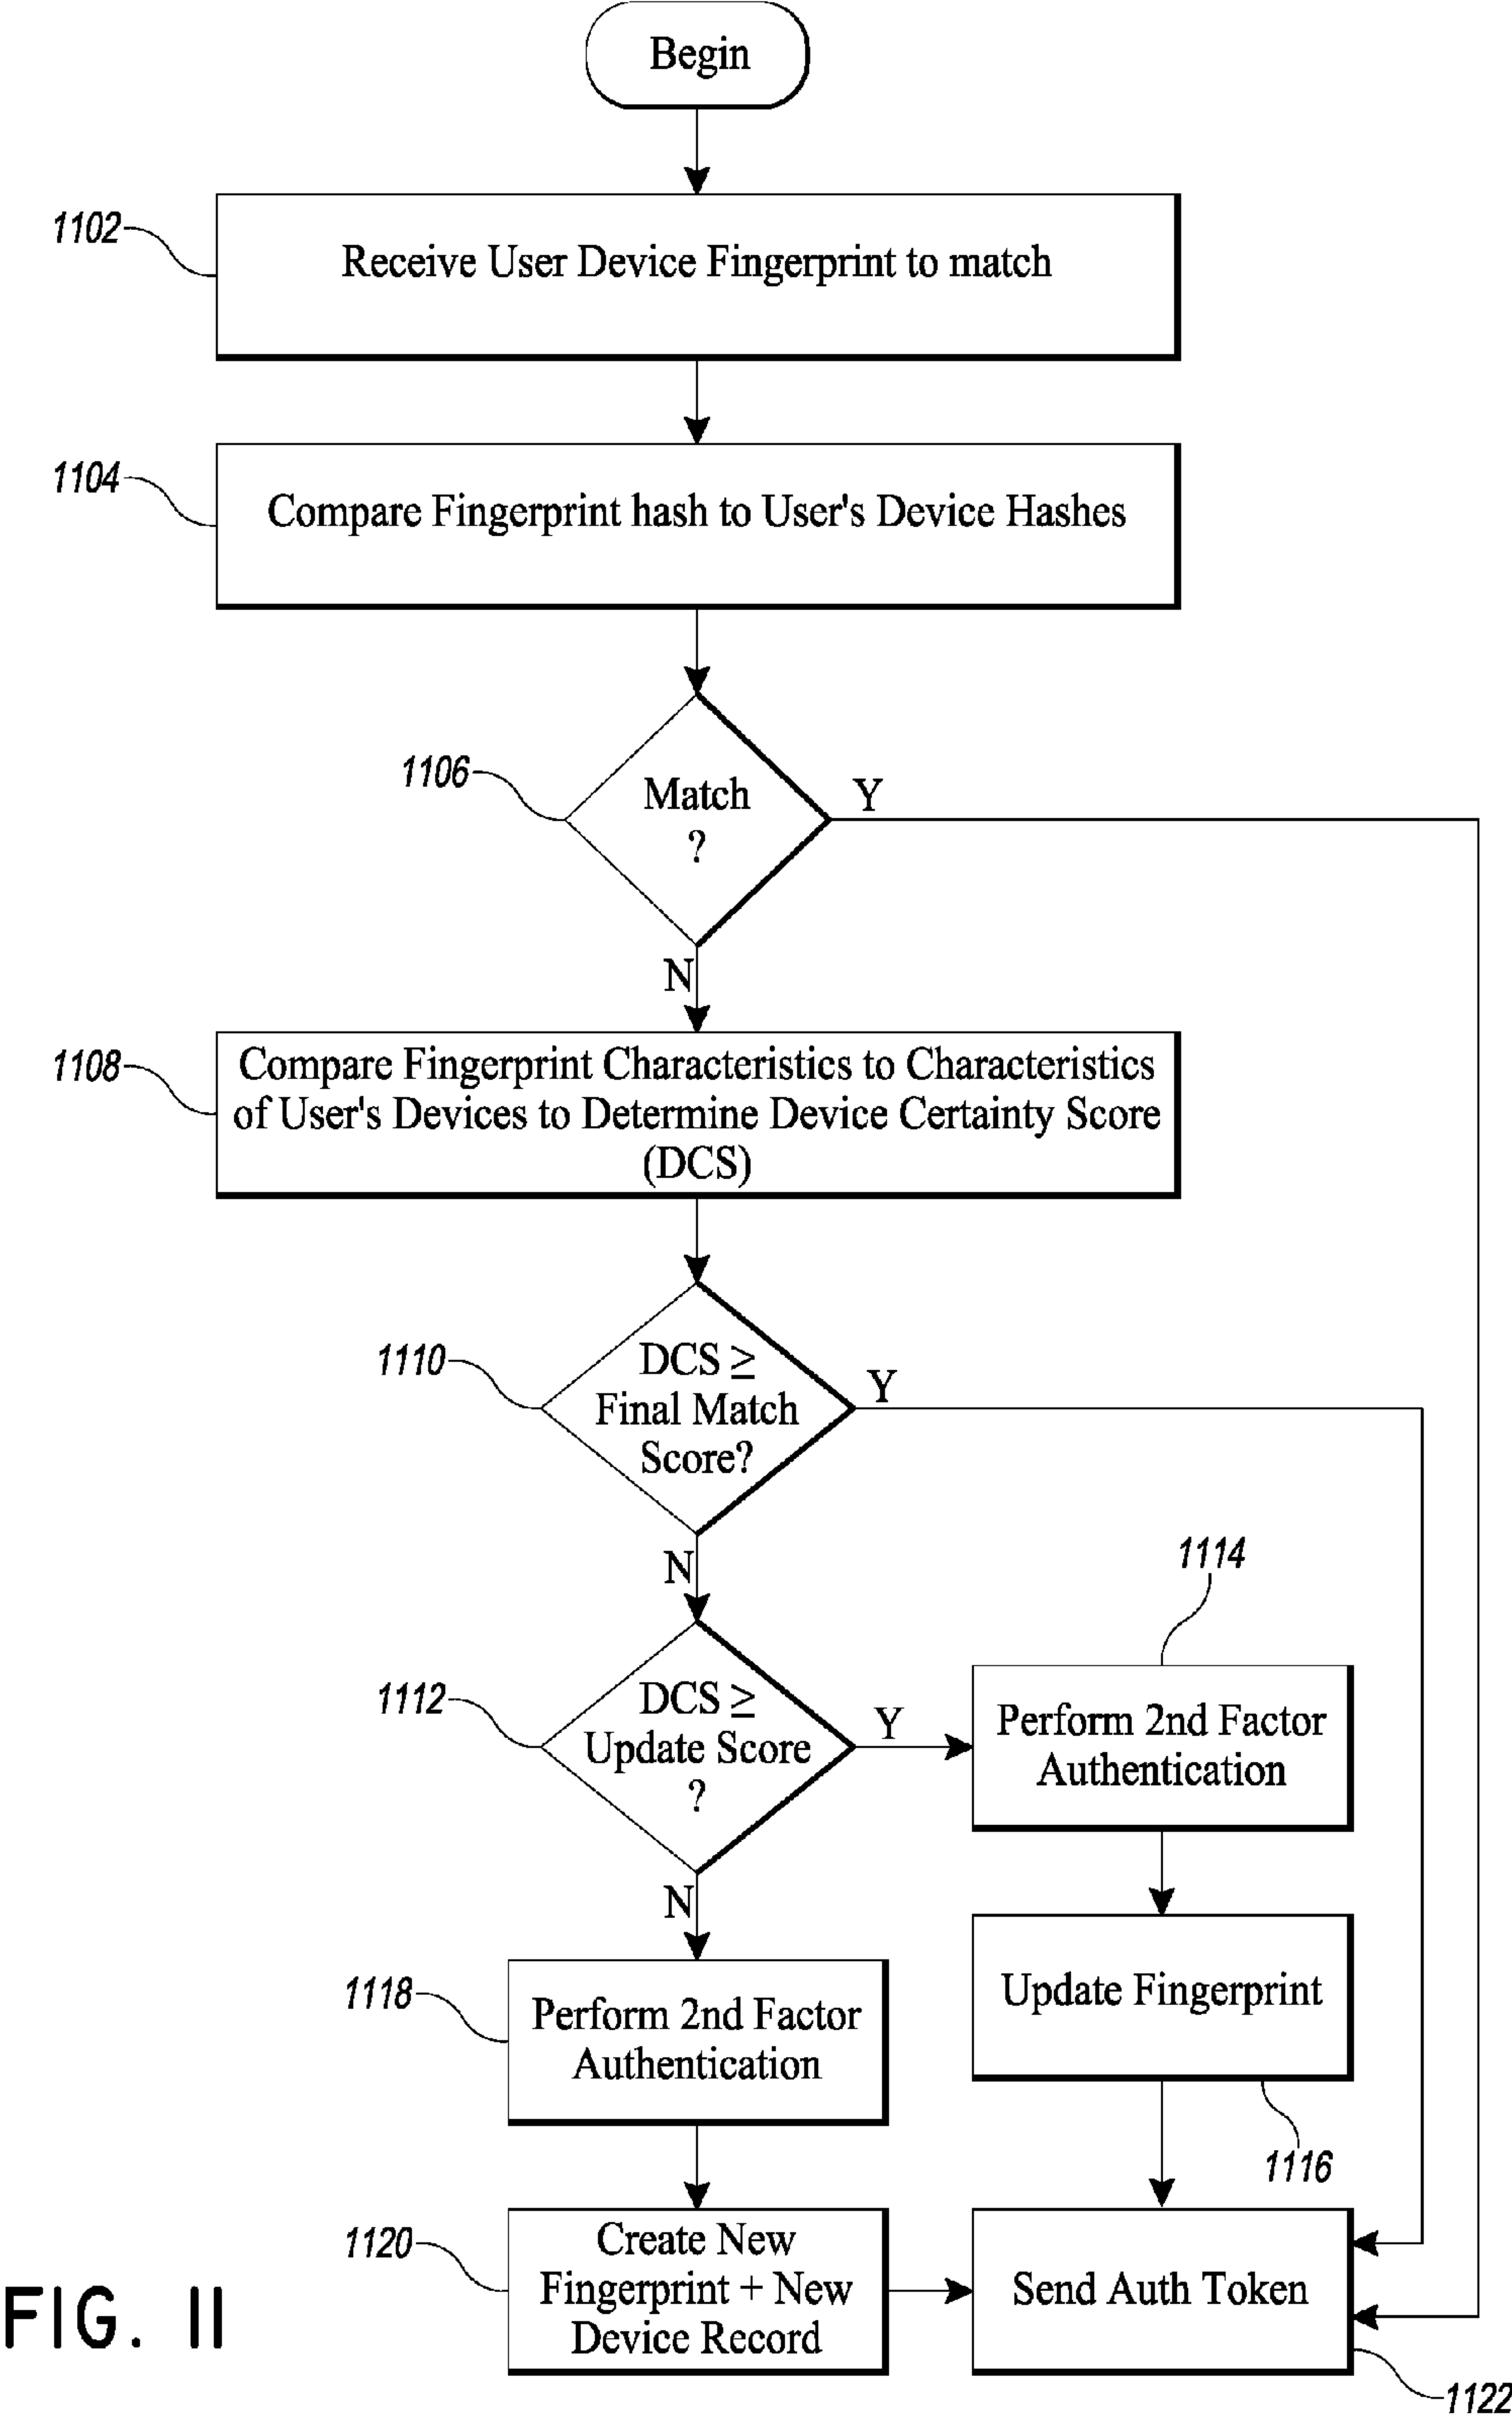 Begin
1102
Receive User Device Fingerprint to match
1104
Compare Fingerprint hash to User's Device Hashes
1106
Match
?
Y
N
1108
Compare Fingerprint Characteristics to Characteristics
of User's Devices to Determine Device Certainty Score
(DCS)
1110
DCS ≥
Final Match
Score?
Y
N
1114
1112
DCS ≥
Update Score
?
Y
Perform 2nd Factor
Authentication
N
1118
Perform 2nd Factor
Authentication
Update Fingerprint
1116
1120
Create New
Fingerprint + New
Device Record
Send Auth Token
1122
FIG. 11